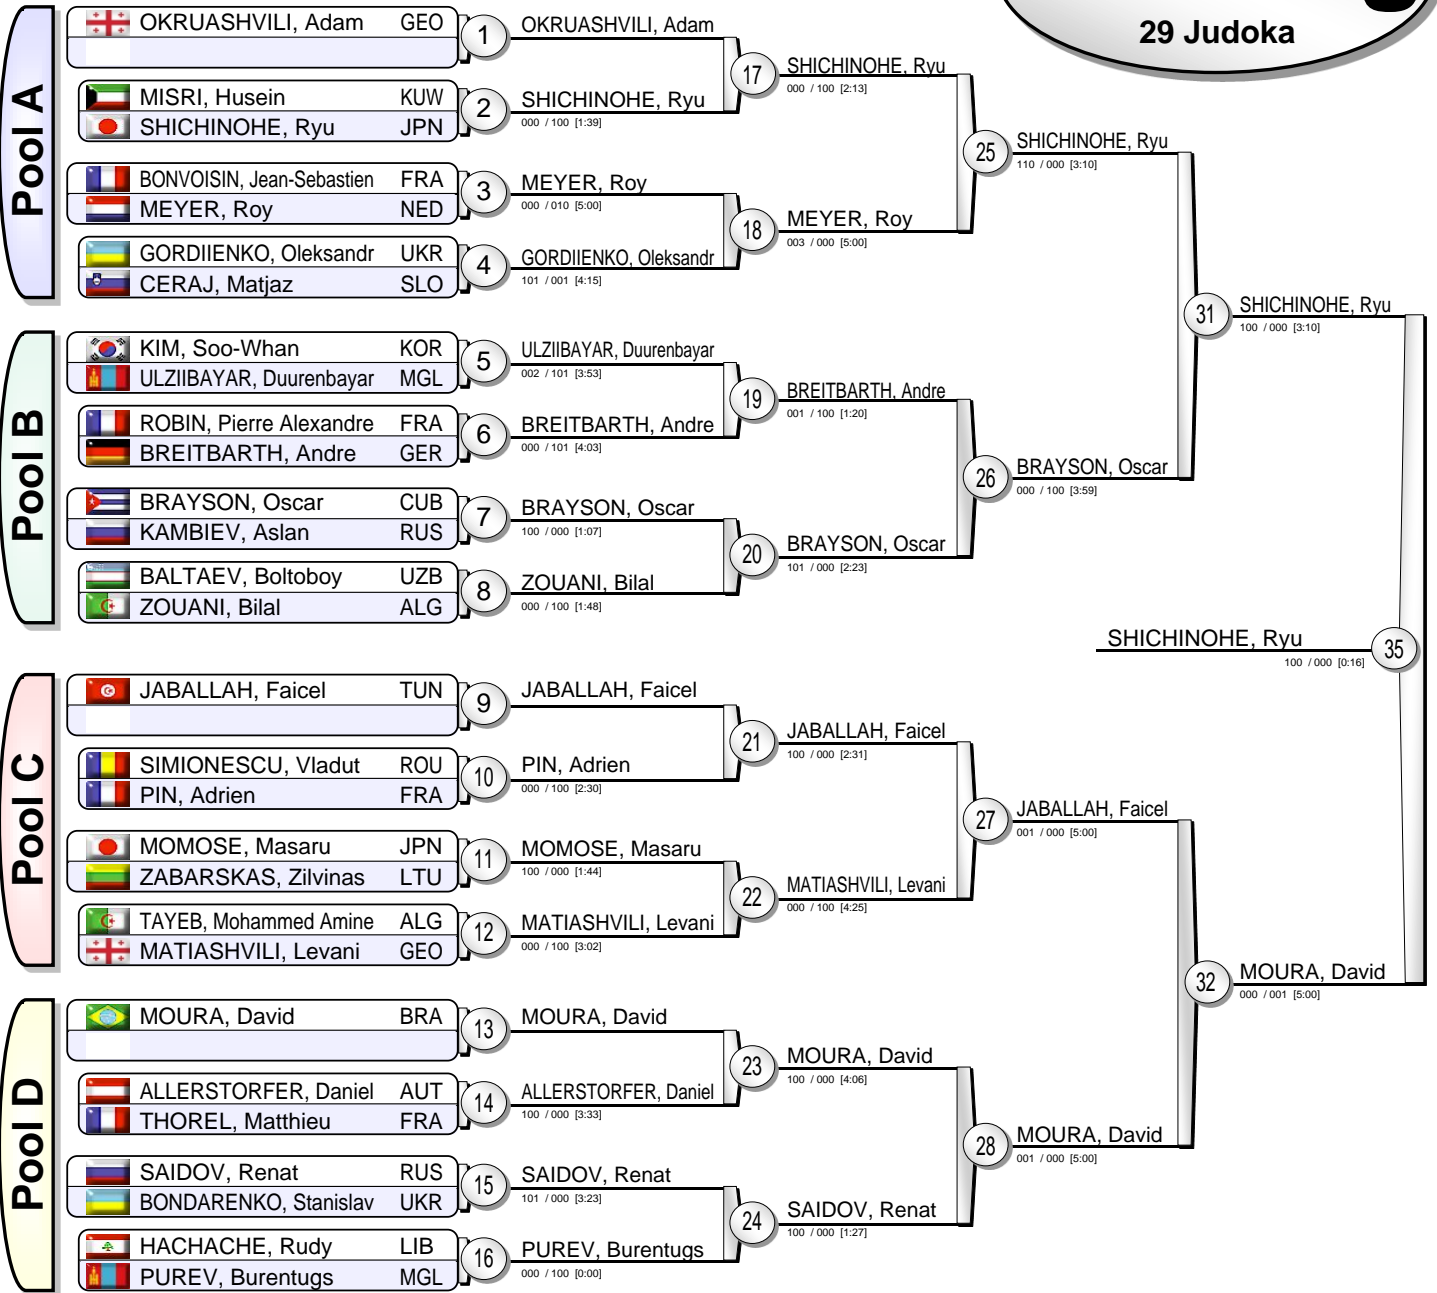 29 Judoka
Pool A
OKRUASHVILI, Adam GEO
1
MISRI, Husein KUW
SHICHINOHE, Ryu JPN
2
BONVOISIN, Jean-Sebastien FRA
MEYER, Roy NED
3
GORDIIENKO, Oleksandr UKR
CERAJ, Matjaz SLO
4
Pool B
KIM, Soo-Whan KOR
ULZIIBAYAR, Duurenbayar MGL
5
ROBIN, Pierre Alexandre FRA
BREITBARTH, Andre GER
6
BRAYSON, Oscar CUB
KAMBIEV, Aslan RUS
7
BALTAEV, Boltoboy UZB
ZOUANI, Bilal ALG
8
Pool C
JABALLAH, Faicel TUN
9
SIMIONESCU, Vladut ROU
PIN, Adrien FRA
10
MOMOSE, Masaru JPN
ZABARSKAS, Zilvinas LTU
11
TAYEB, Mohammed Amine ALG
MATIASHVILI, Levani GEO
12
Pool D
MOURA, David BRA
13
ALLERSTORFER, Daniel AUT
THOREL, Matthieu FRA
14
SAIDOV, Renat RUS
BONDARENKO, Stanislav UKR
15
HACHACHE, Rudy LIB
PUREV, Burentugs MGL
16
OKRUASHVILI, Adam
SHICHINOHE, Ryu
000 / 100 [1:39]
17
MEYER, Roy
000 / 010 [5:00]
GORDIIENKO, Oleksandr
101 / 001 [4:15]
18
ULZIIBAYAR, Duurenbayar
002 / 101 [3:53]
BREITBARTH, Andre
000 / 101 [4:03]
19
BRAYSON, Oscar
100 / 000 [1:07]
ZOUANI, Bilal
000 / 100 [1:48]
20
JABALLAH, Faicel
PIN, Adrien
000 / 100 [2:30]
21
MOMOSE, Masaru
100 / 000 [1:44]
MATIASHVILI, Levani
000 / 100 [3:02]
22
MOURA, David
ALLERSTORFER, Daniel
100 / 000 [3:33]
23
SAIDOV, Renat
101 / 000 [3:23]
PUREV, Burentugs
000 / 100 [0:00]
24
SHICHINOHE, Ryu
000 / 100 [2:13]
MEYER, Roy
003 / 000 [5:00]
25
BREITBARTH, Andre
001 / 100 [1:20]
BRAYSON, Oscar
101 / 000 [2:23]
26
JABALLAH, Faicel
100 / 000 [2:31]
MATIASHVILI, Levani
000 / 100 [4:25]
27
MOURA, David
100 / 000 [4:06]
SAIDOV, Renat
100 / 000 [1:27]
28
SHICHINOHE, Ryu
110 / 000 [3:10]
BRAYSON, Oscar
000 / 100 [3:59]
31
JABALLAH, Faicel
001 / 000 [5:00]
MOURA, David
001 / 000 [5:00]
32
SHICHINOHE, Ryu
100 / 000 [3:10]
MOURA, David
000 / 001 [5:00]
SHICHINOHE, Ryu
100 / 000 [0:16]
35